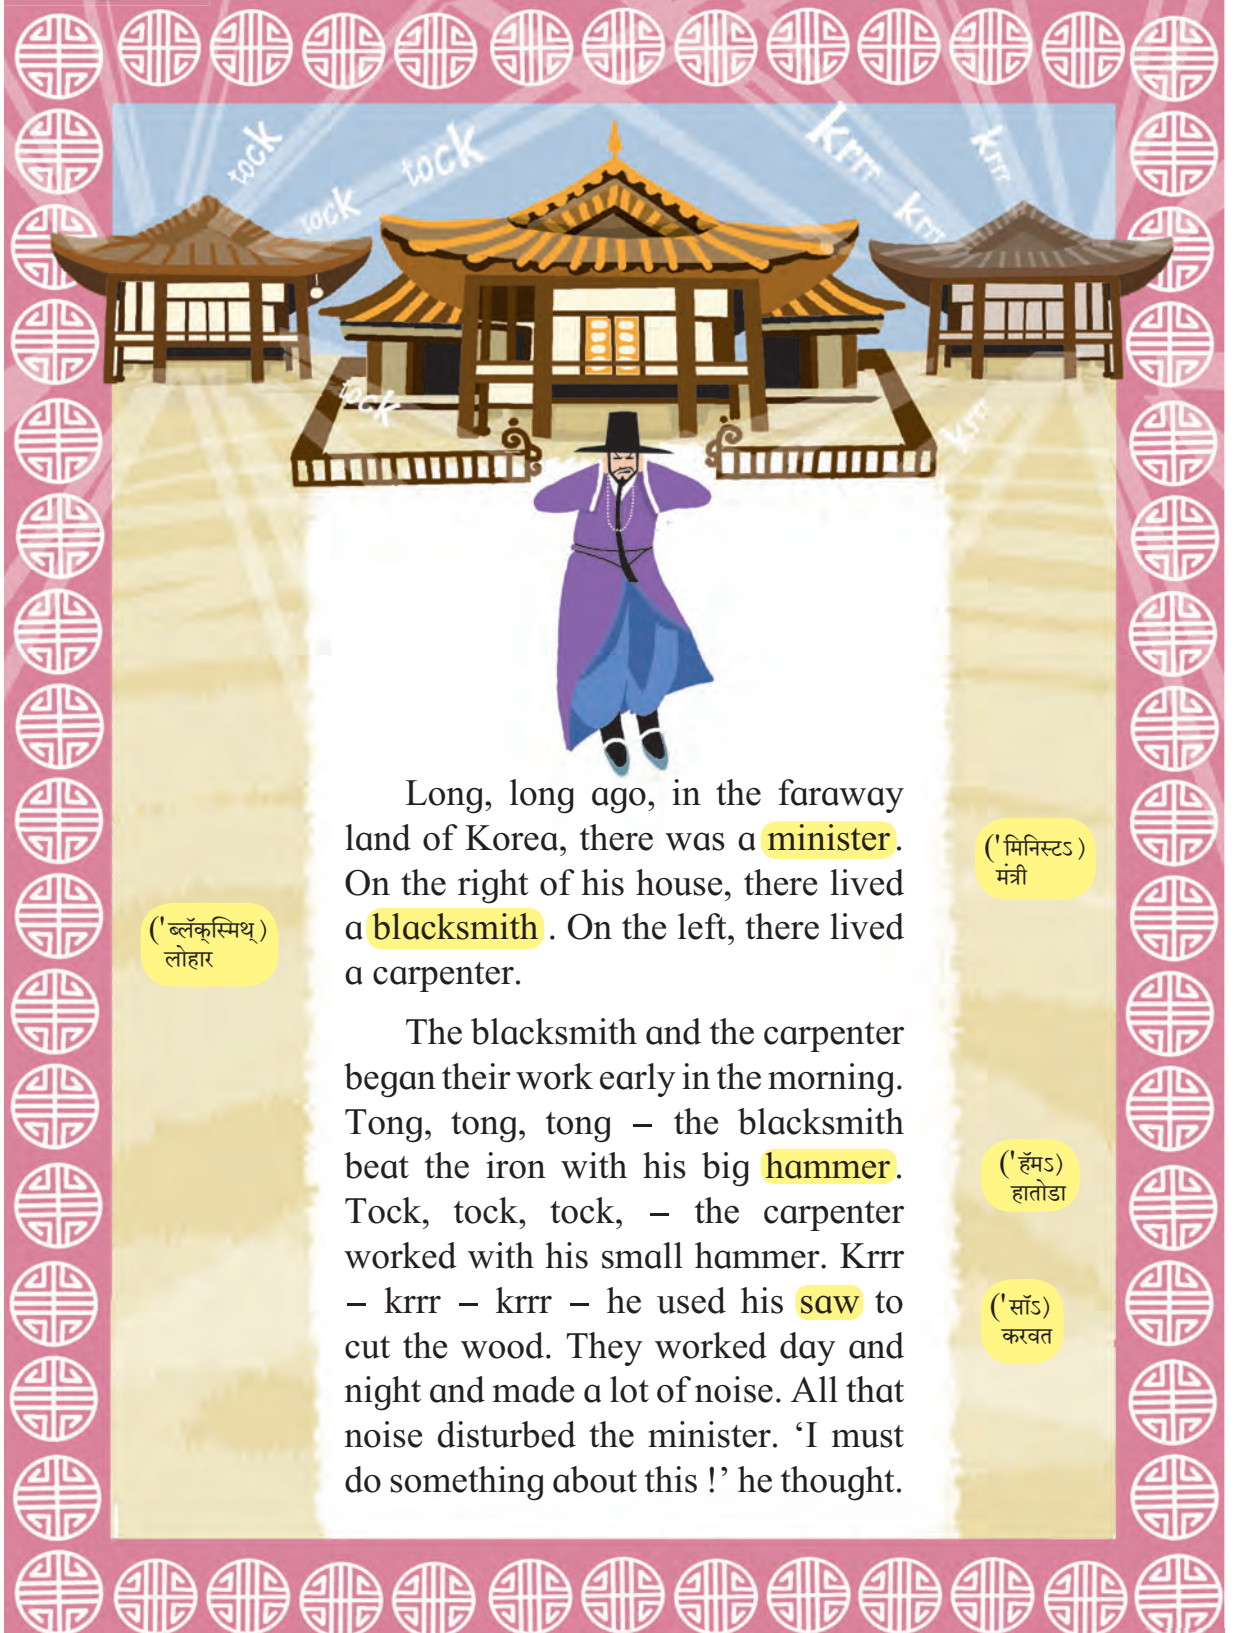 tock
tock
tock
krrr
krrr
krrr
tock
krrr
Long, long ago, in the faraway
land of Korea, there was a minister.
On the right of his house, there lived
a blacksmith . On the left, there lived
a carpenter.
('मिनिस्टऽ )
मंत्री
('ब्लॅक्‌स्मिथ् )
लोहार
The blacksmith and the carpenter
began their work early in the morning.
Tong, tong, tong – the blacksmith
beat the iron with his big hammer.
Tock, tock, tock, – the carpenter
worked with his small hammer. Krrr
– krrr – krrr – he used his saw to
cut the wood. They worked day and
night and made a lot of noise. All that
noise disturbed the minister. ‘I must
do something about this !’ he thought.
('हॅमऽ)
हातोडा
('सॉऽ)
करवत